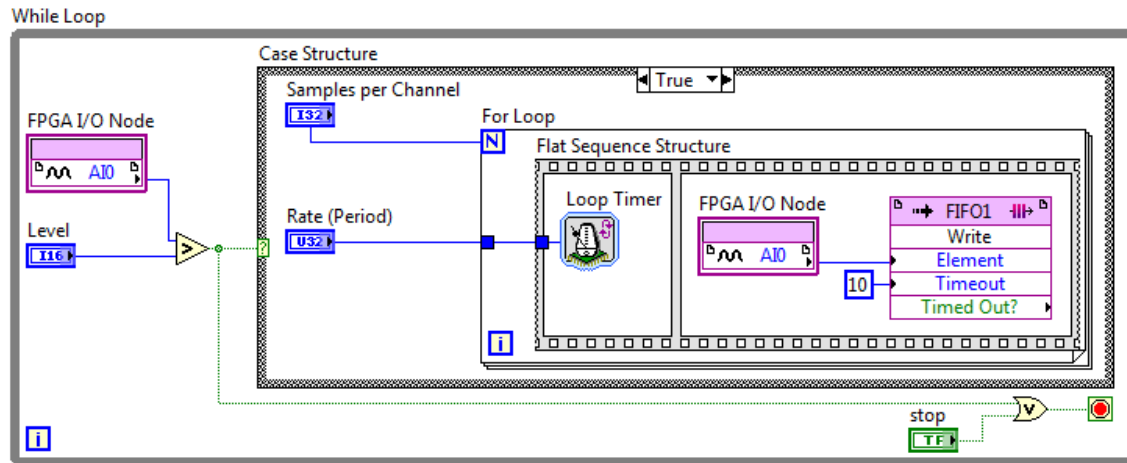 While Loop
Case Structure
True
Samples per Channel
I32
For Loop
N
FPGA I/O Node
AI0
Flat Sequence Structure
Loop Timer
FPGA I/O Node
AI0
FIFO1
Write
Element
Timeout
Timed Out?
10
Rate (Period)
U32
Level
I16
>
?
i
v
stop
TF
i